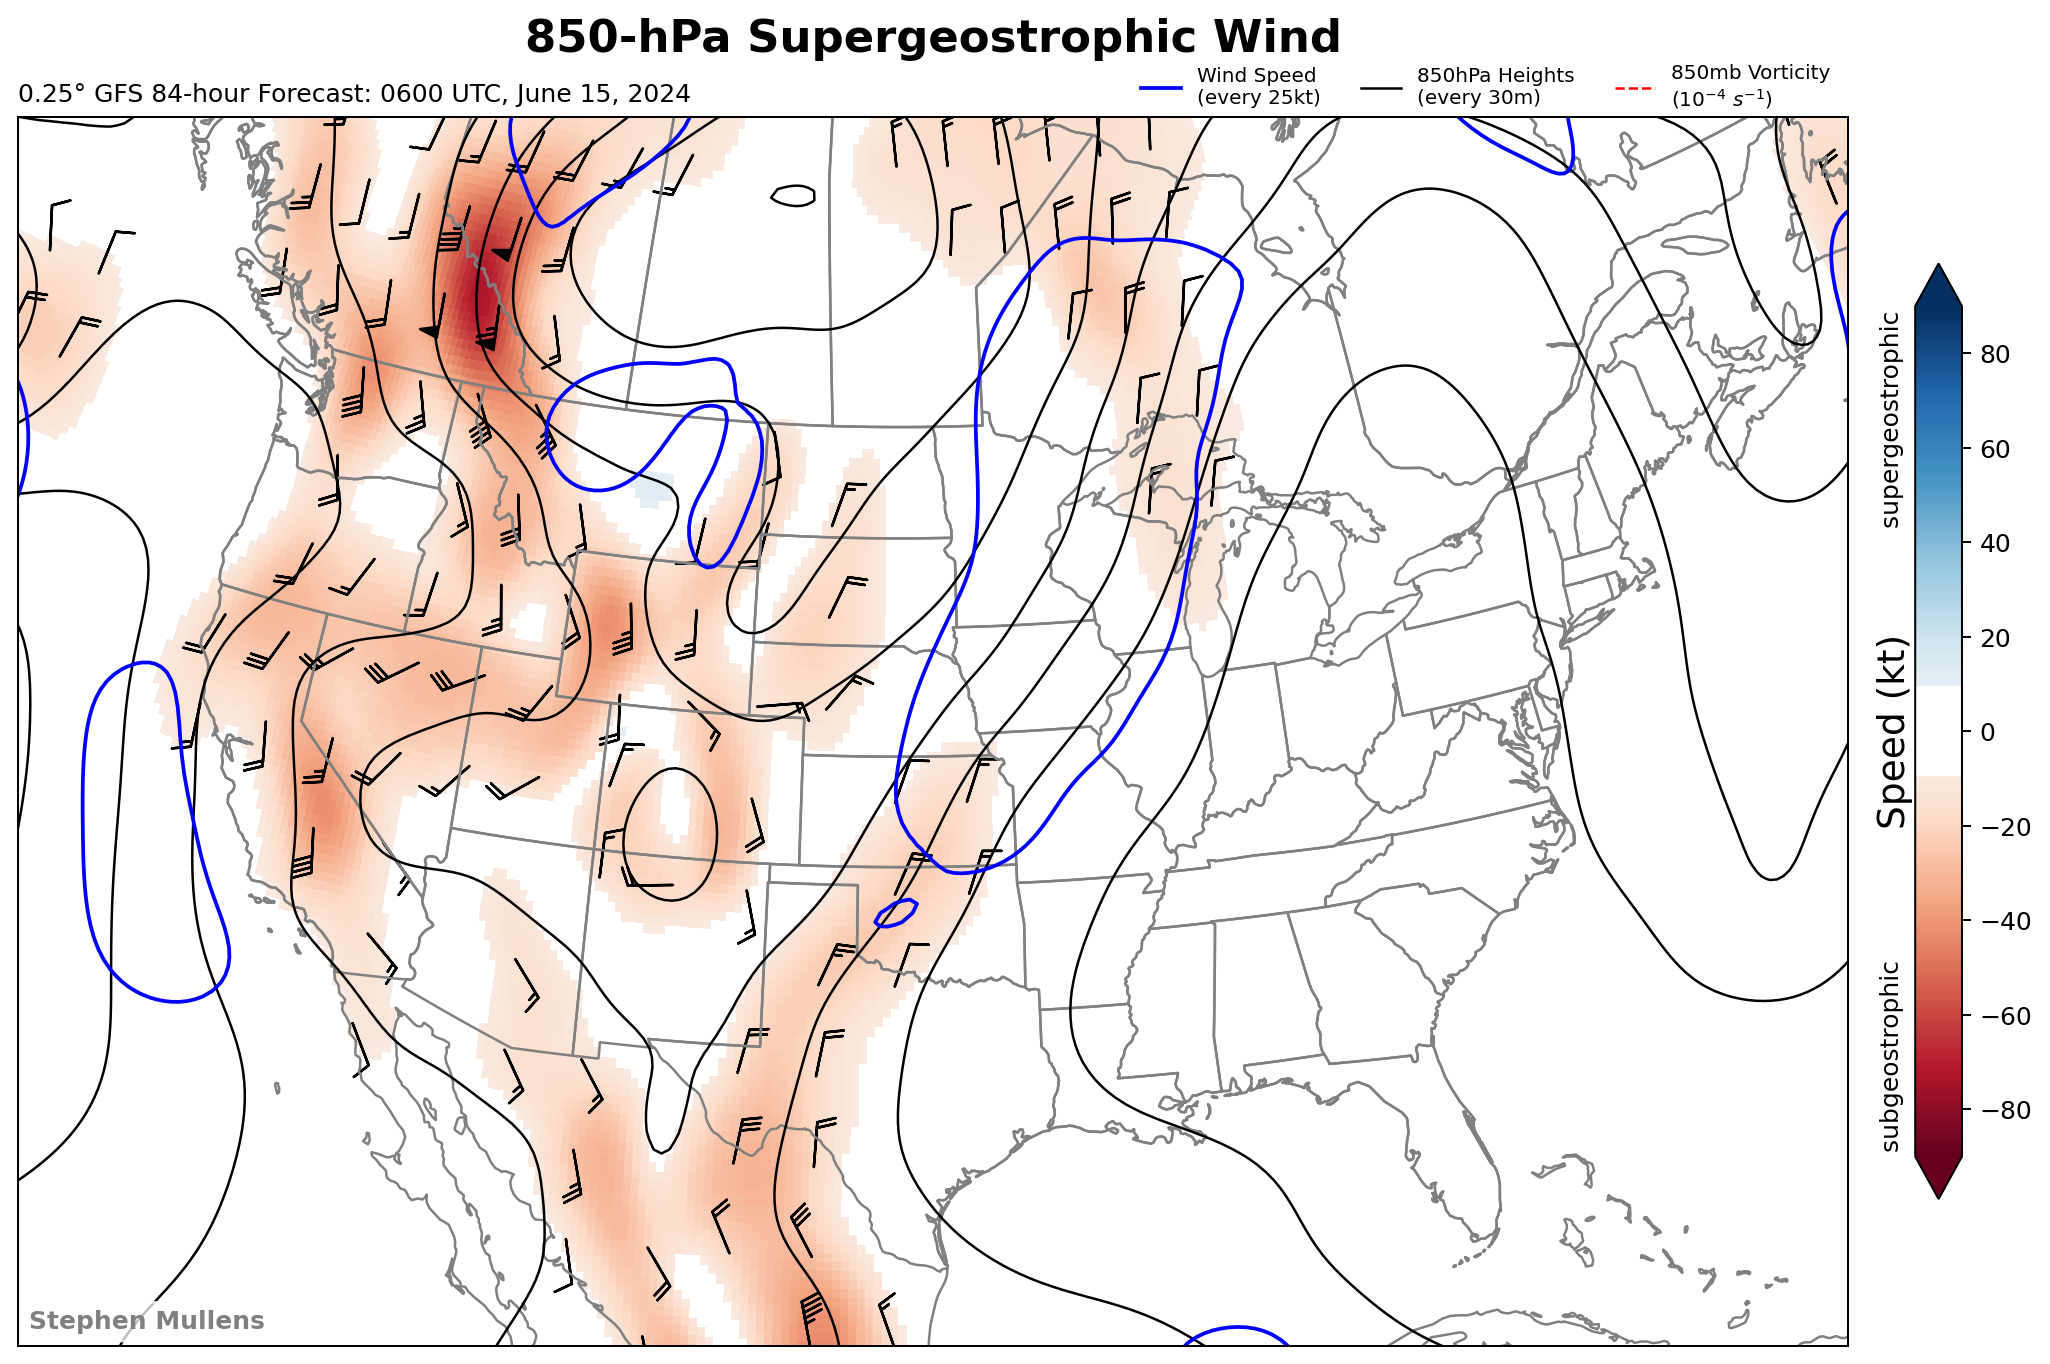 850-hPa Supergeostrophic Wind
0.25° GFS 84-hour Forecast: 0600 UTC, June 15, 2024
Wind Speed
(every 25kt)
850hPa Heights
(every 30m)
850mb Vorticity
(10⁻⁴ s⁻¹)
supergeostrophic
subgeostrophic
Speed (kt)
80
60
40
20
0
−20
−40
−60
−80
Stephen Mullens